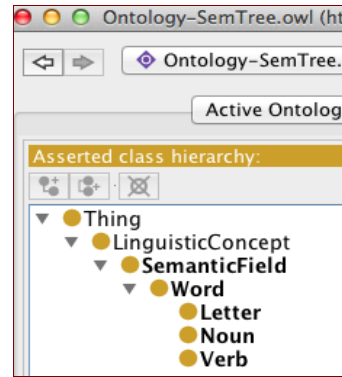 Ontology-SemTree.owl (ht
Ontology-SemTree.
Active Ontolog
Asserted class hierarchy:
Thing
LinguisticConcept
SemanticField
Word
Letter
Noun
Verb